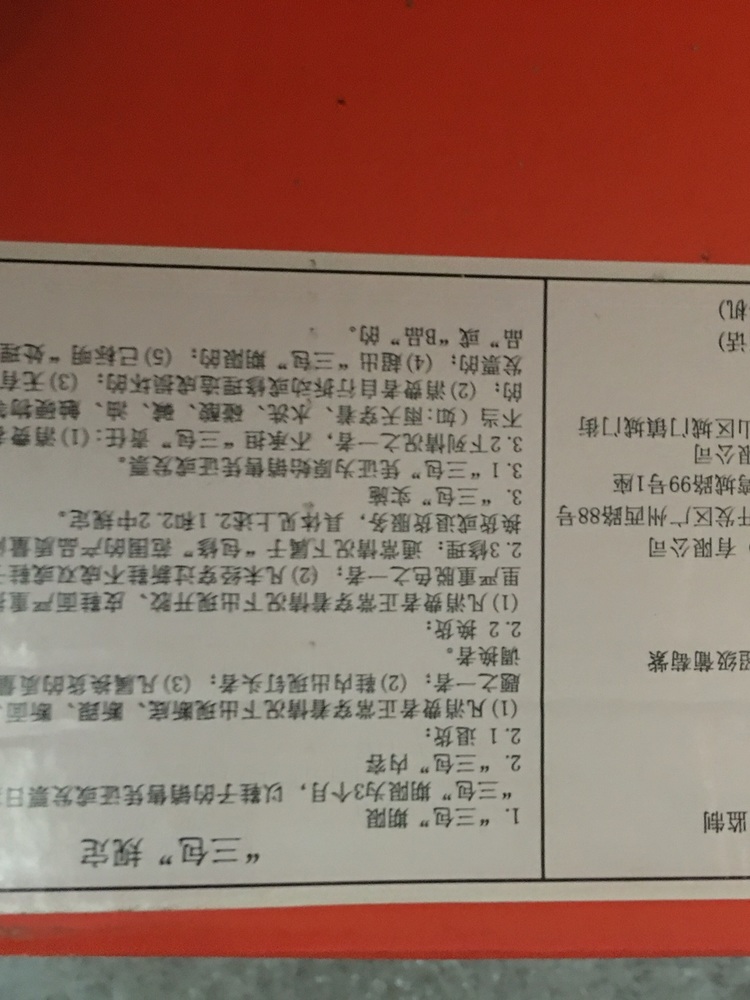 监制
超级葡萄紫
）有限公司
开发区广州西路88号
城路99号1座
限公司
山区城门镇城门街
话)
机)
“三包”规定
1. “三包”期限
“三包”期限为3个月，以鞋子的销售凭证或发票日
2. “三包”内容
2.1 退货：
(1)凡消费者正常穿着情况下出现断底、断跟、断面、
题之一者；(2)鞋内出现钉头者；(3)凡属换货的质量
调换者。
2.2 换货：
(1)凡消费者正常穿着情况下出现开胶、皮鞋面严重
里严重脱色之一者；(2)凡未经穿过新鞋不成双或鞋
2.3修理：通常情况下属于“包修”范围的产品质量
换货或退货服务，具体见上述2.1和2.2中规定。
3. “三包”实施
3.1“三包”凭证为原始销售凭证或发票。
3.2下列情况之一者，不承担“三包”责任：(1)消费者
不当（如:雨天穿着、水洗、碰酸、碱、油、触硬物
的；(2)消费者自行拆动或修理造成损坏的；(3)无有
发票的；(4)超出“三包”期限的；(5)已标明“处理
品”或“B品”的。